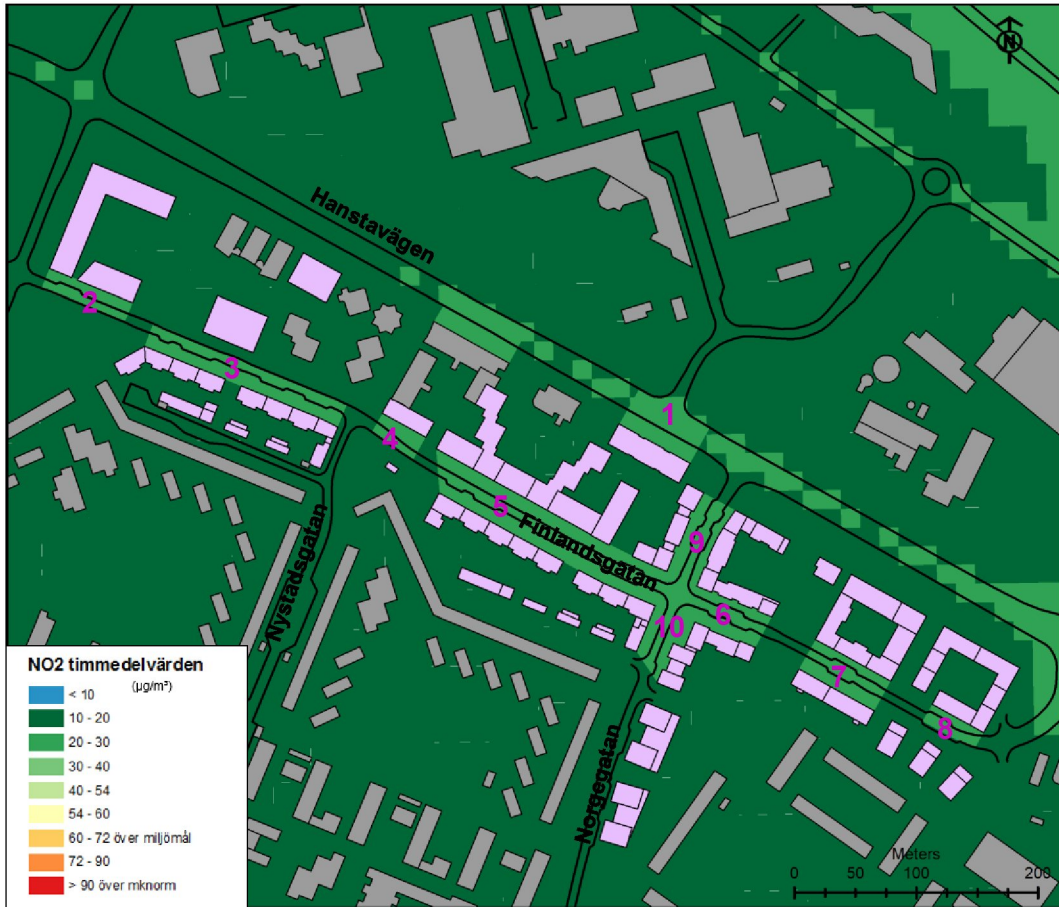 N
Hanstavägen
1
2
3
4
5
Finlandsgatan
9
6
10
7
8
Nystadsgatan
Norgegatan
NO2 timmedelvärden
(µg/m³)
< 10
10 - 20
20 - 30
30 - 40
40 - 54
54 - 60
60 - 72 över miljömål
72 - 90
> 90 över mknorm
Meters
0 50 100 200